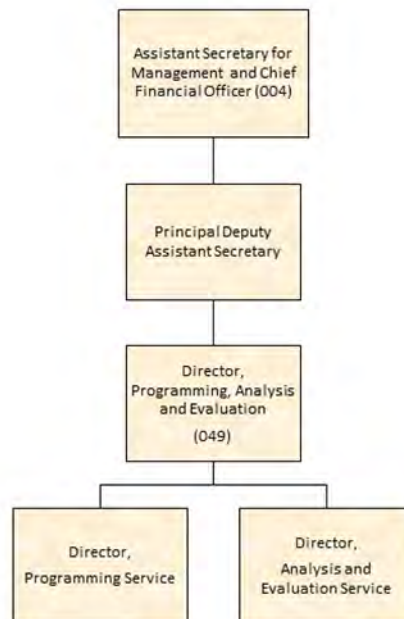 Assistant Secretary for
Management and Chief
Financial Officer (004)
Principal Deputy
Assistant Secretary
Director,
Programming, Analysis
and Evaluation
(049)
Director,
Programming Service
Director,
Analysis and
Evaluation Service